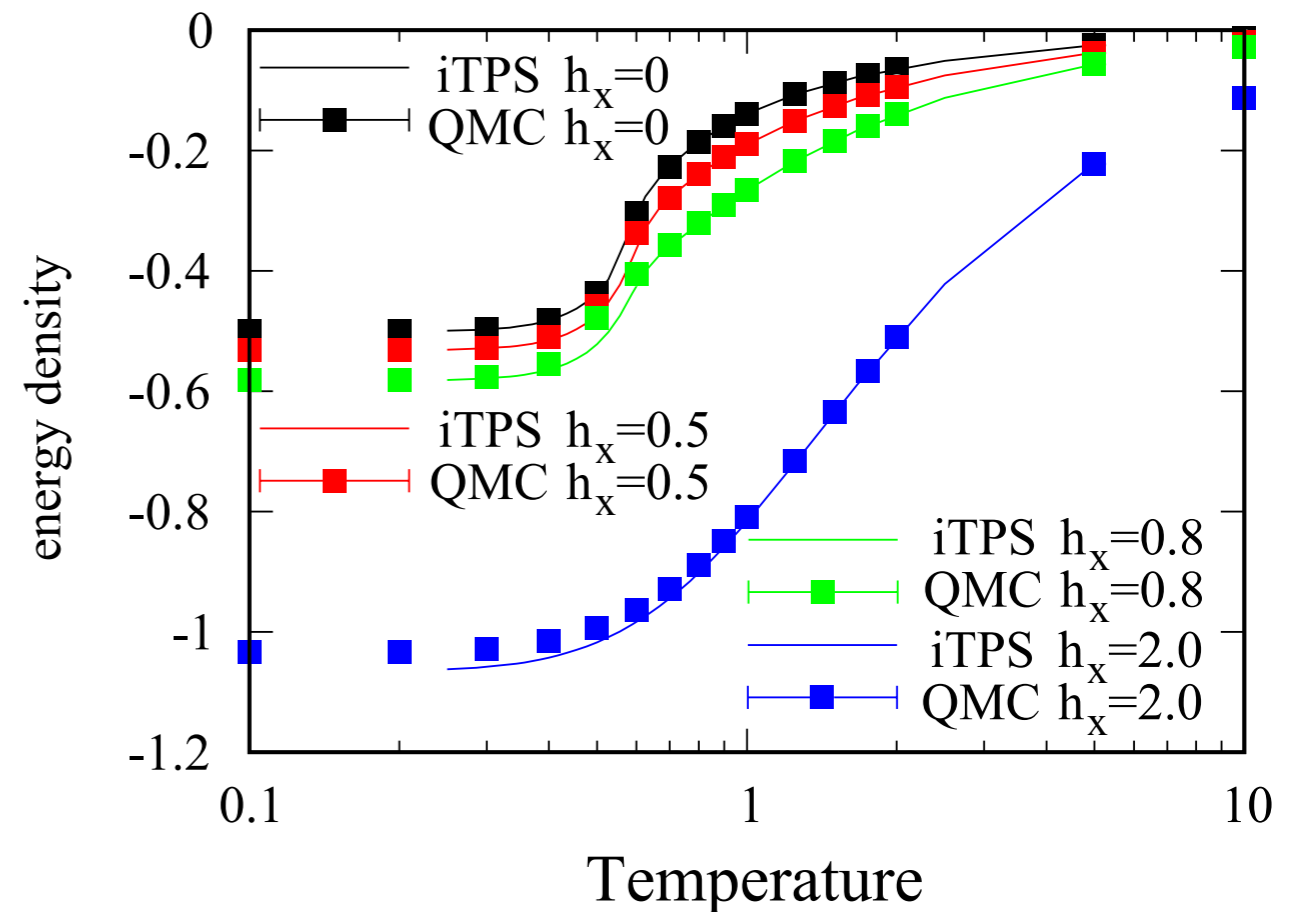 0
-0.2
-0.4
-0.6
-0.8
-1
-1.2
energy density
iTPS h_x=0
QMC h_x=0
iTPS h_x=0.5
QMC h_x=0.5
iTPS h_x=0.8
QMC h_x=0.8
iTPS h_x=2.0
QMC h_x=2.0
0.1 1 10
Temperature